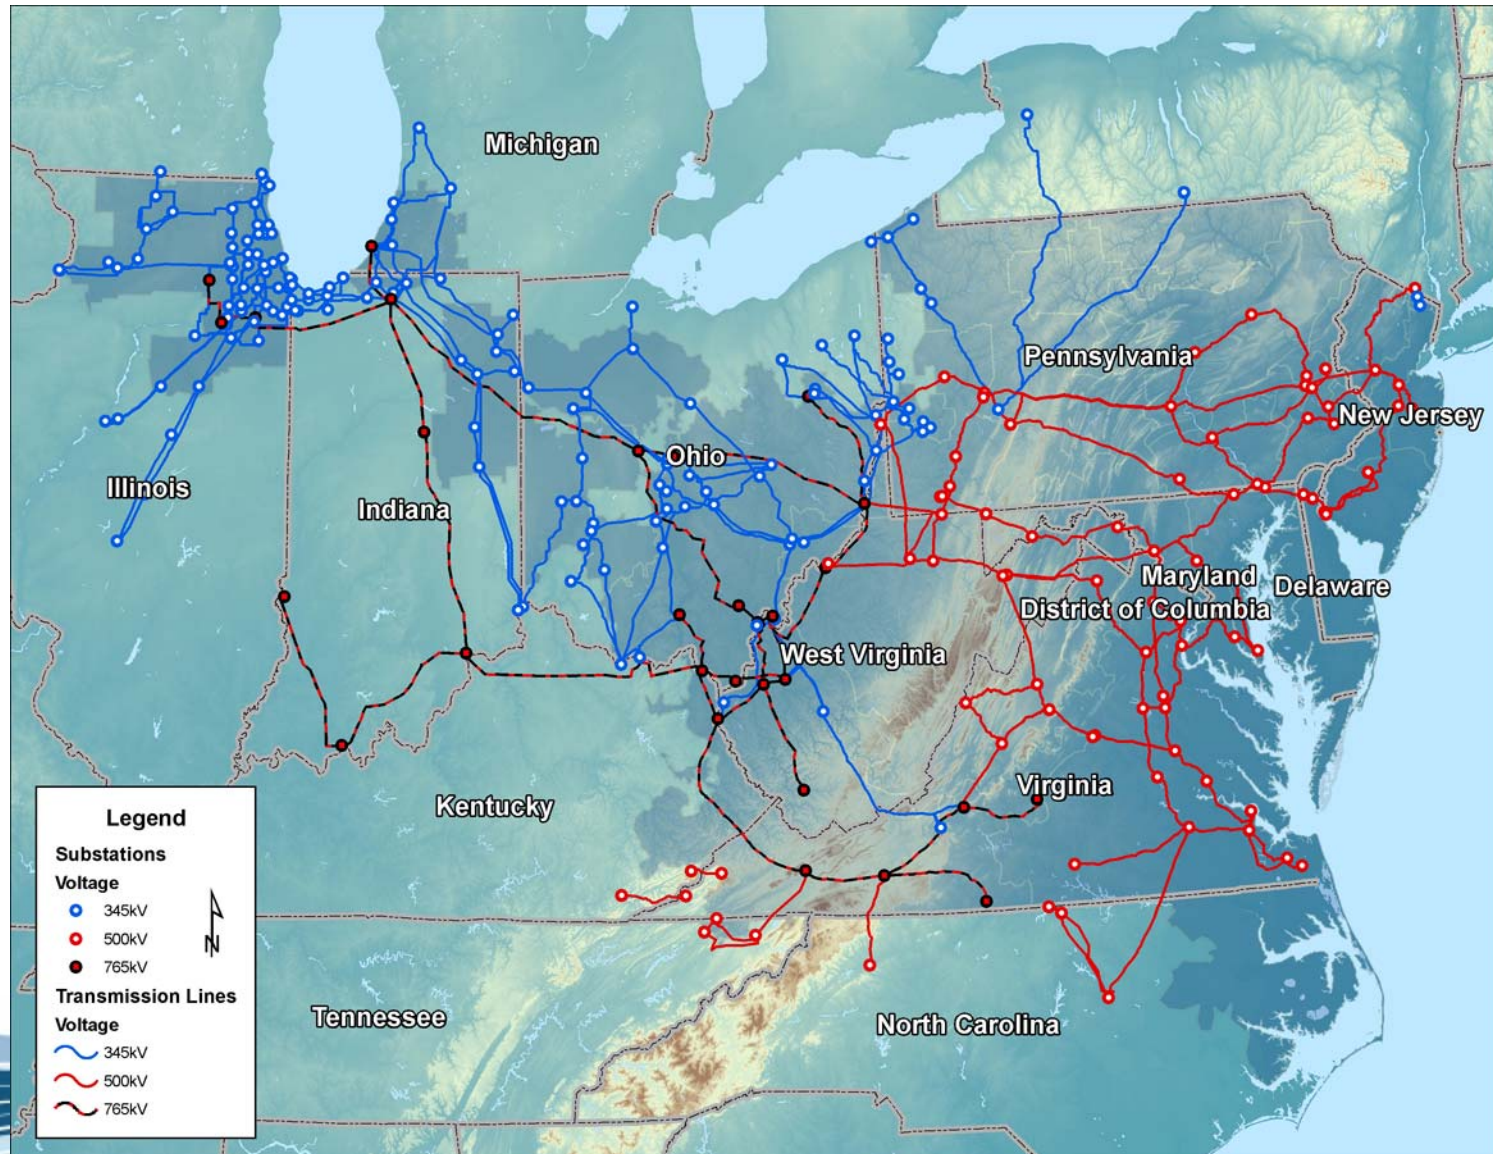 Michigan
Pennsylvania
New Jersey
Ohio
Illinois
Indiana
Maryland
Delaware
District of Columbia
West Virginia
Virginia
Kentucky
Tennessee
North Carolina
Legend
Substations
Voltage
345kV
500kV
765kV
N
Transmission Lines
Voltage
345kV
500kV
765kV